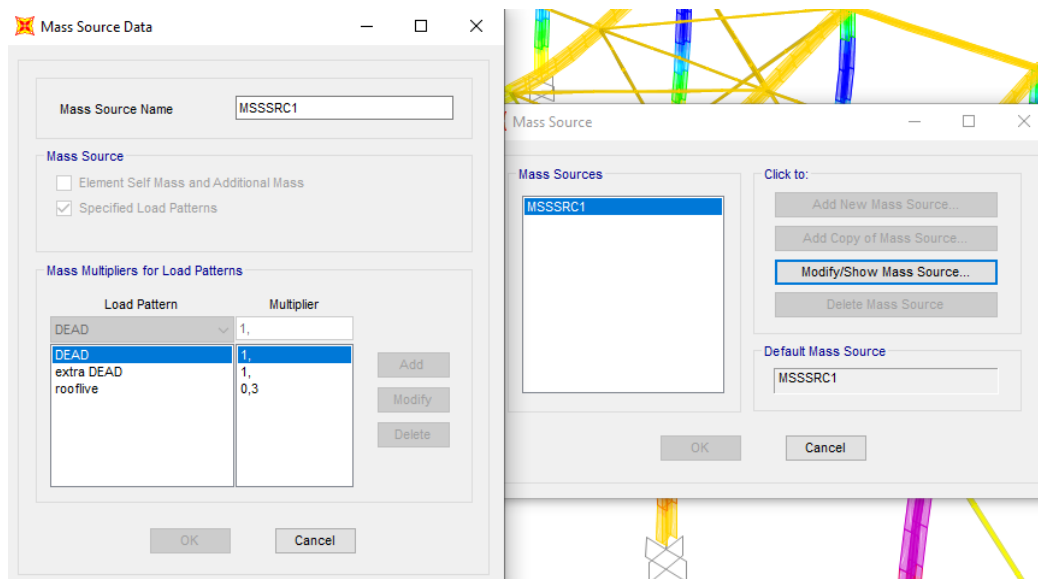 Mass Source Data
Mass Source Name
MSSSRC1
Mass Source
Element Self Mass and Additional Mass
Specified Load Patterns
Mass Multipliers for Load Patterns
Load Pattern Multiplier
DEAD 1,
DEAD 1,
extra DEAD 1,
rooflive 0,3
Add
Modify
Delete
OK Cancel
Mass Source
Mass Sources
MSSSRC1
Click to:
Add New Mass Source...
Add Copy of Mass Source...
Modify/Show Mass Source...
Delete Mass Source
Default Mass Source
MSSSRC1
OK Cancel